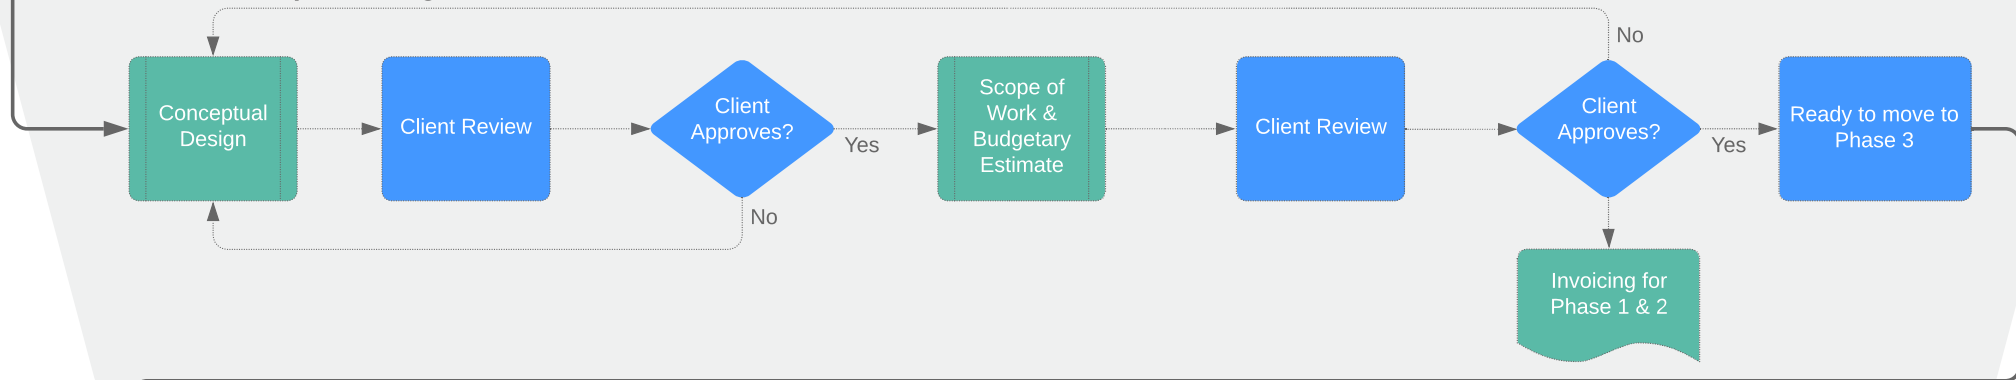 No
Conceptual
Design
Client Review
Client
Approves?
Yes
No
Scope of
Work &
Budgetary
Estimate
Client Review
Client
Approves?
Yes
Ready to move to
Phase 3
Invoicing for
Phase 1 & 2